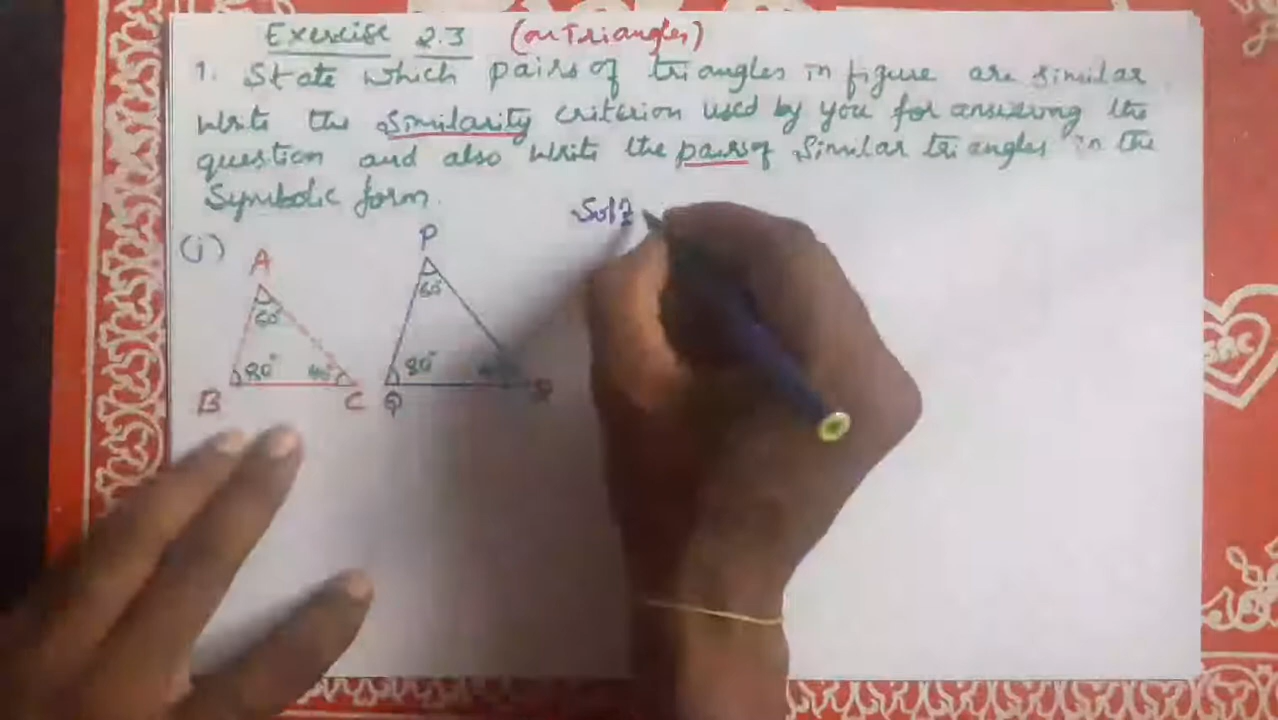 Exercise 2.3 (on Triangles)
1. State which pairs of triangles in figure are similar
Write the Similarity criterion used by you for answering the
question and also write the pairs of Similar triangles in the
Symbolic form.
(i)
Sol:
P
A
60°
60°
80° 40°
80°
B C Q R
SAC